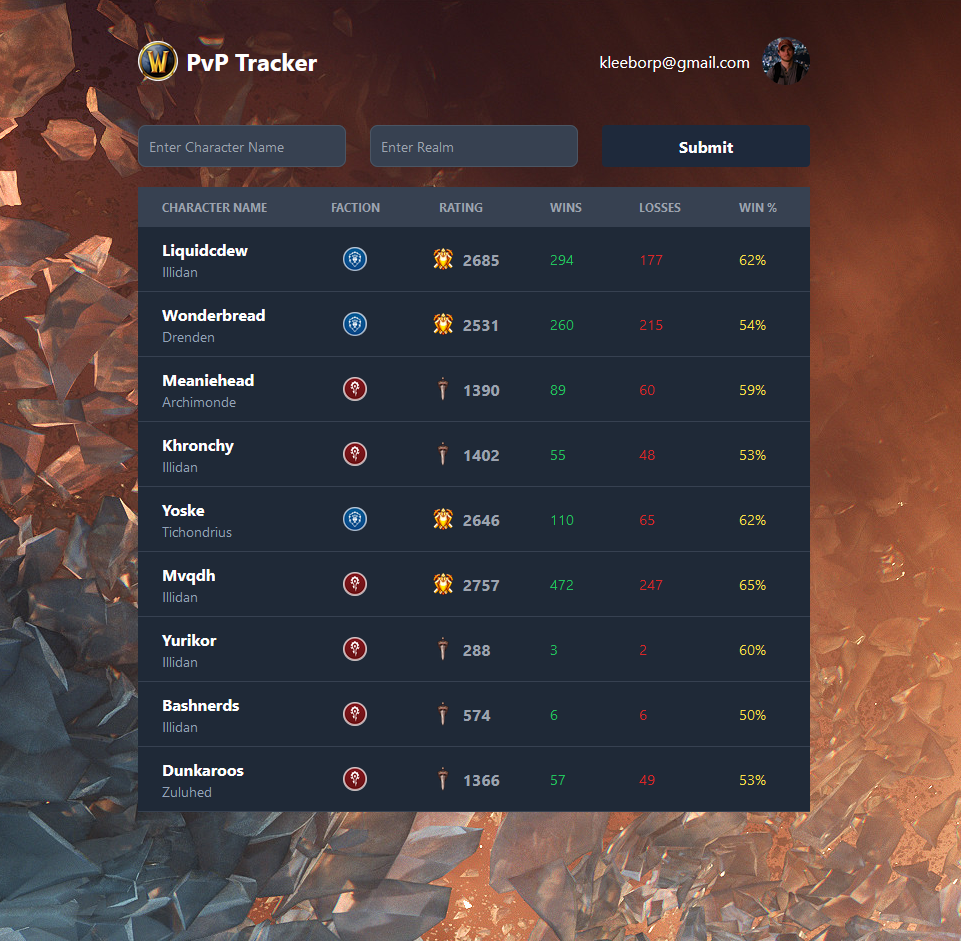 W PvP Tracker kleeborp@gmail.com
Enter Character Name Enter Realm Submit
CHARACTER NAME FACTION RATING WINS LOSSES WIN %
Liquidcdew
Illidan
2685 294 177 62%
Wonderbread
Drenden
2531 260 215 54%
Meaniehead
Archimonde
1390 89 60 59%
Khronchy
Illidan
1402 55 48 53%
Yoske
Tichondrius
2646 110 65 62%
Mvqdh
Illidan
2757 472 247 65%
Yurikor
Illidan
288 3 2 60%
Bashnerds
Illidan
574 6 6 50%
Dunkaroos
Zuluhed
1366 57 49 53%